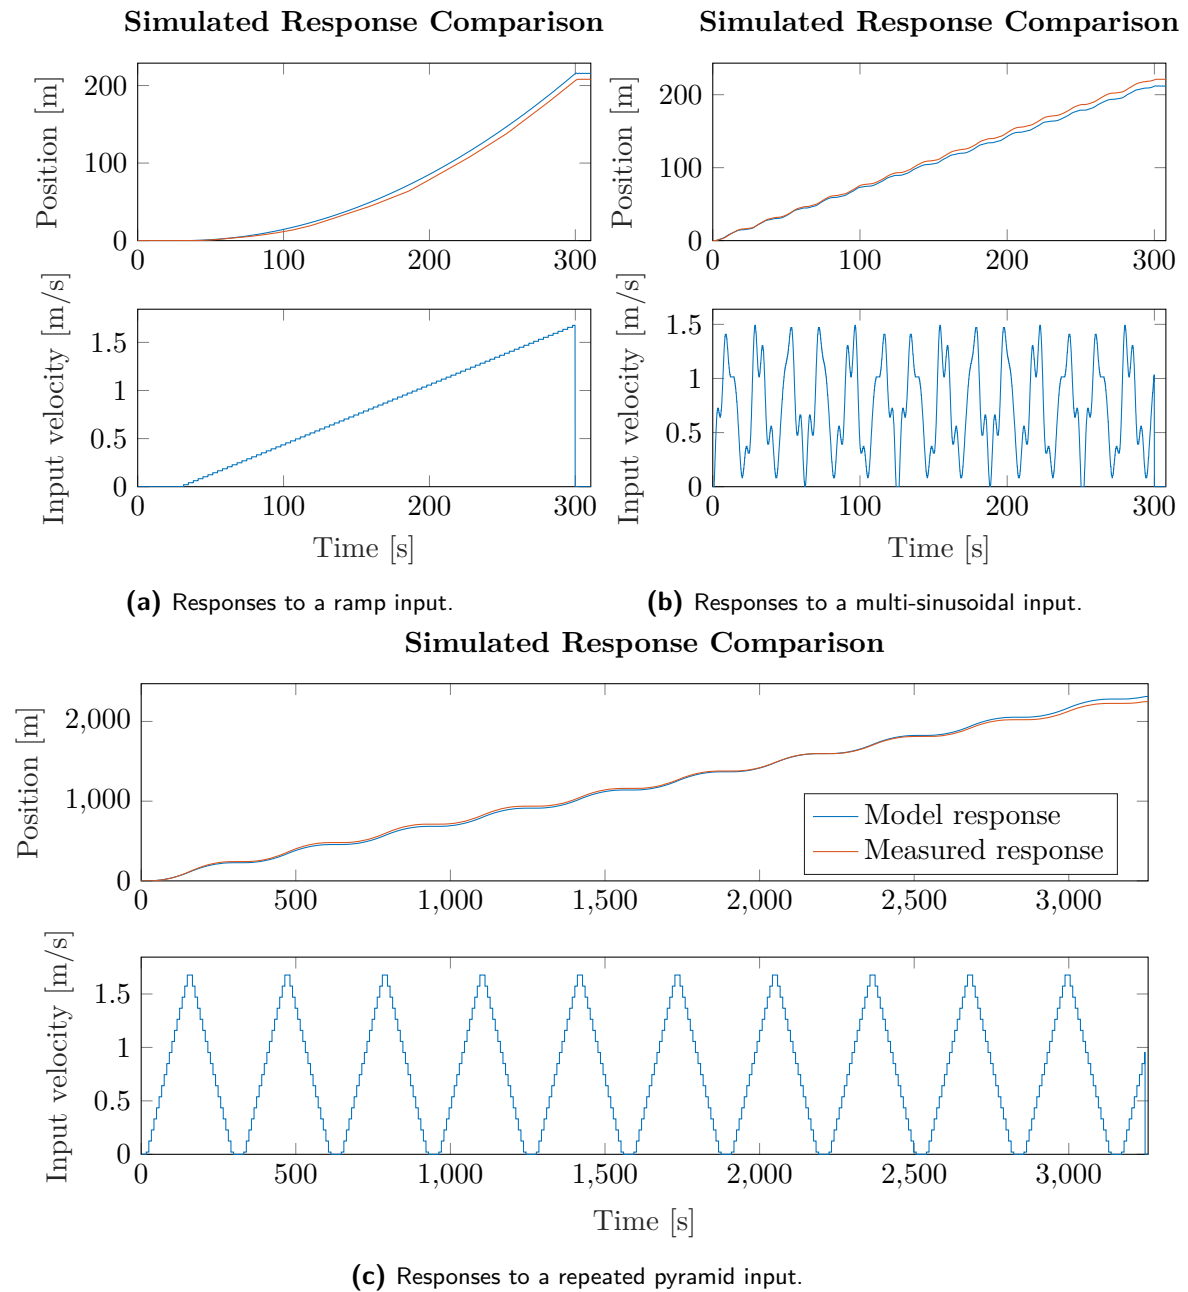 Simulated Response Comparison
Position [m]
200
100
0
0 100 200 300
Input velocity [m/s]
1.5
1
0.5
0
0 100 200 300
Time [s]
(a) Responses to a ramp input.
Simulated Response Comparison
Position [m]
200
100
0
0 100 200 300
Input velocity [m/s]
1.5
1
0.5
0
0 100 200 300
Time [s]
(b) Responses to a multi-sinusoidal input.
Simulated Response Comparison
Position [m]
2,000
1,000
0
0 500 1,000 1,500 2,000 2,500 3,000
Model response
Measured response
Input velocity [m/s]
1.5
1
0.5
0
0 500 1,000 1,500 2,000 2,500 3,000
Time [s]
(c) Responses to a repeated pyramid input.